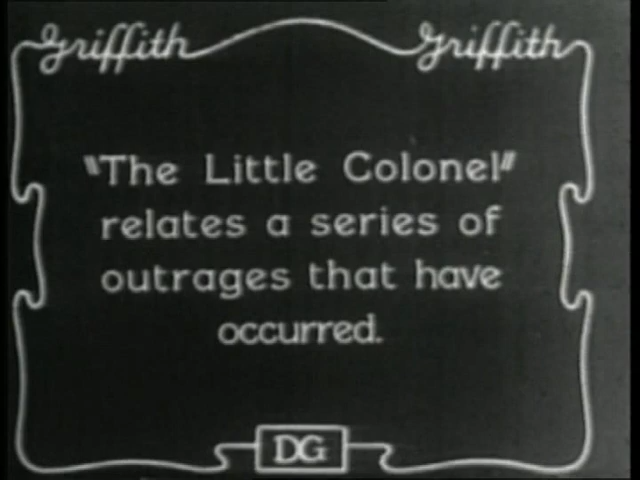 Griffith Griffith
"The Little Colonel"
relates a series of
outrages that have
occurred.
DG